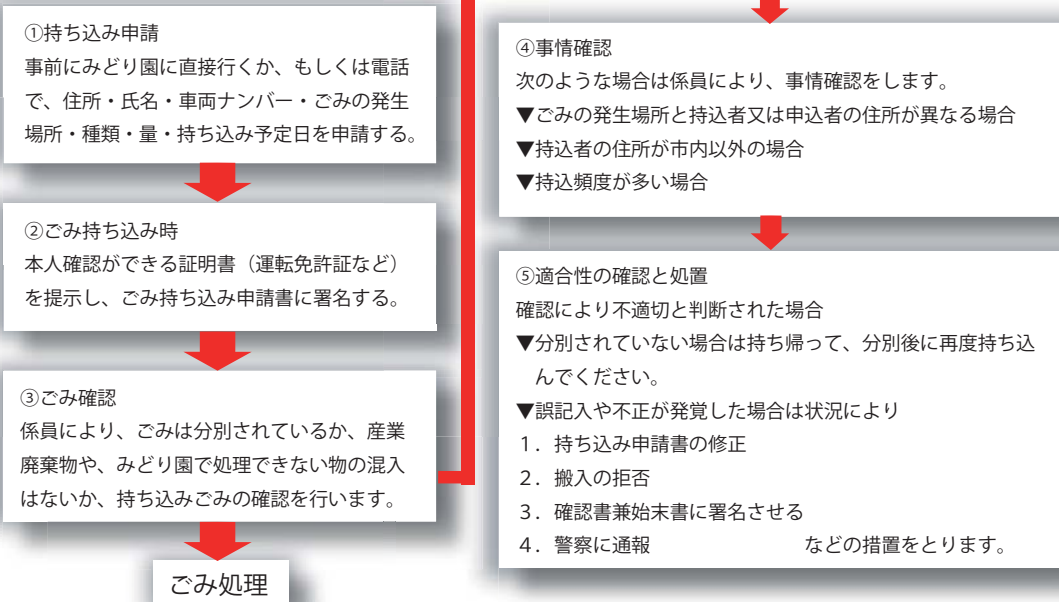 ①持ち込み申請
事前にみどり園に直接行くか、もしくは電話
で、住所・氏名・車両ナンバー・ごみの発生
場所・種類・量・持ち込み予定日を申請する。
②ごみ持ち込み時
本人確認ができる証明書（運転免許証など）
を提示し、ごみ持ち込み申請書に署名する。
③ごみ確認
係員により、ごみは分別されているか、産業
廃棄物や、みどり園で処理できない物の混入
はないか、持ち込みごみの確認を行います。
ごみ処理
④事情確認
次のような場合は係員により、事情確認をします。
▼ごみの発生場所と持込者又は申込者の住所が異なる場合
▼持込者の住所が市内以外の場合
▼持込頻度が多い場合
⑤適合性の確認と処置
確認により不適切と判断された場合
▼分別されていない場合は持ち帰って、分別後に再度持ち込
んでください。
▼誤記入や不正が発覚した場合は状況により
１．持ち込み申請書の修正
２．搬入の拒否
３．確認書兼始末書に署名させる
４．警察に通報　　　　　　　などの措置をとります。